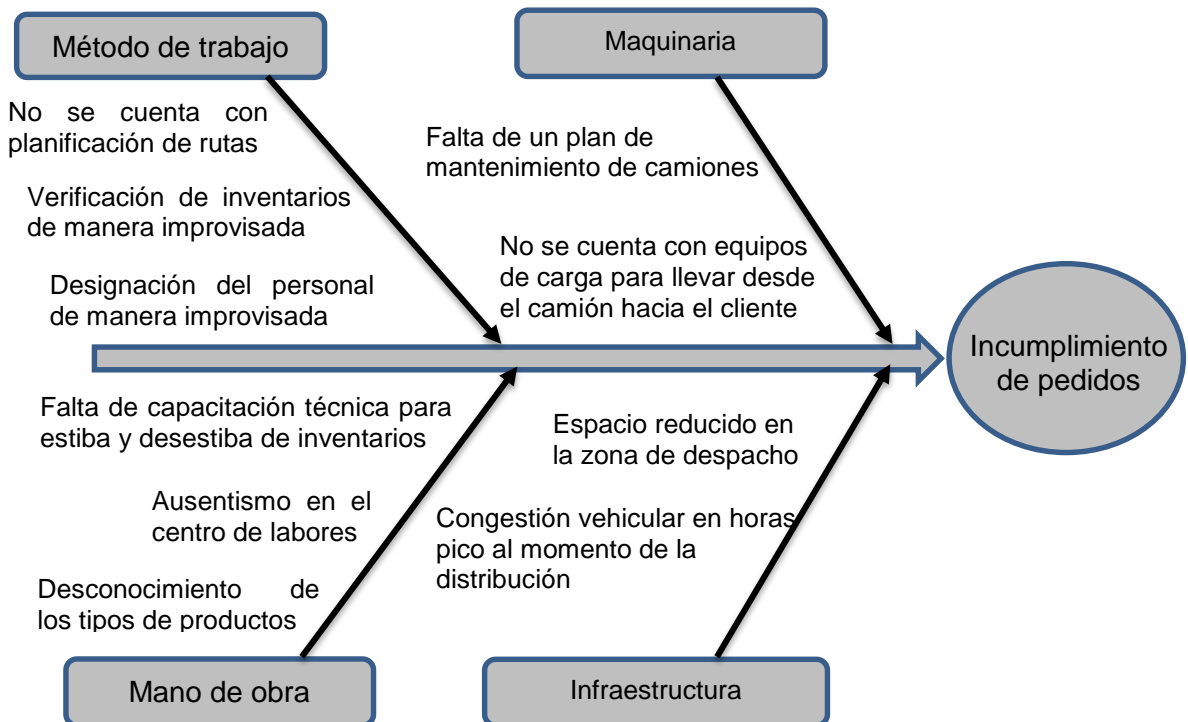 Método de trabajo
Maquinaria
No se cuenta con
planificación de rutas
Verificación de inventarios
de manera improvisada
Designación del personal
de manera improvisada
Falta de un plan de
mantenimiento de camiones
No se cuenta con equipos
de carga para llevar desde
el camión hacia el cliente
Incumplimiento
de pedidos
Falta de capacitación técnica para
estiba y desestiba de inventarios
Ausentismo en el
centro de labores
Desconocimiento de
los tipos de productos
Espacio reducido en
la zona de despacho
Congestión vehicular en horas
pico al momento de la
distribución
Mano de obra
Infraestructura